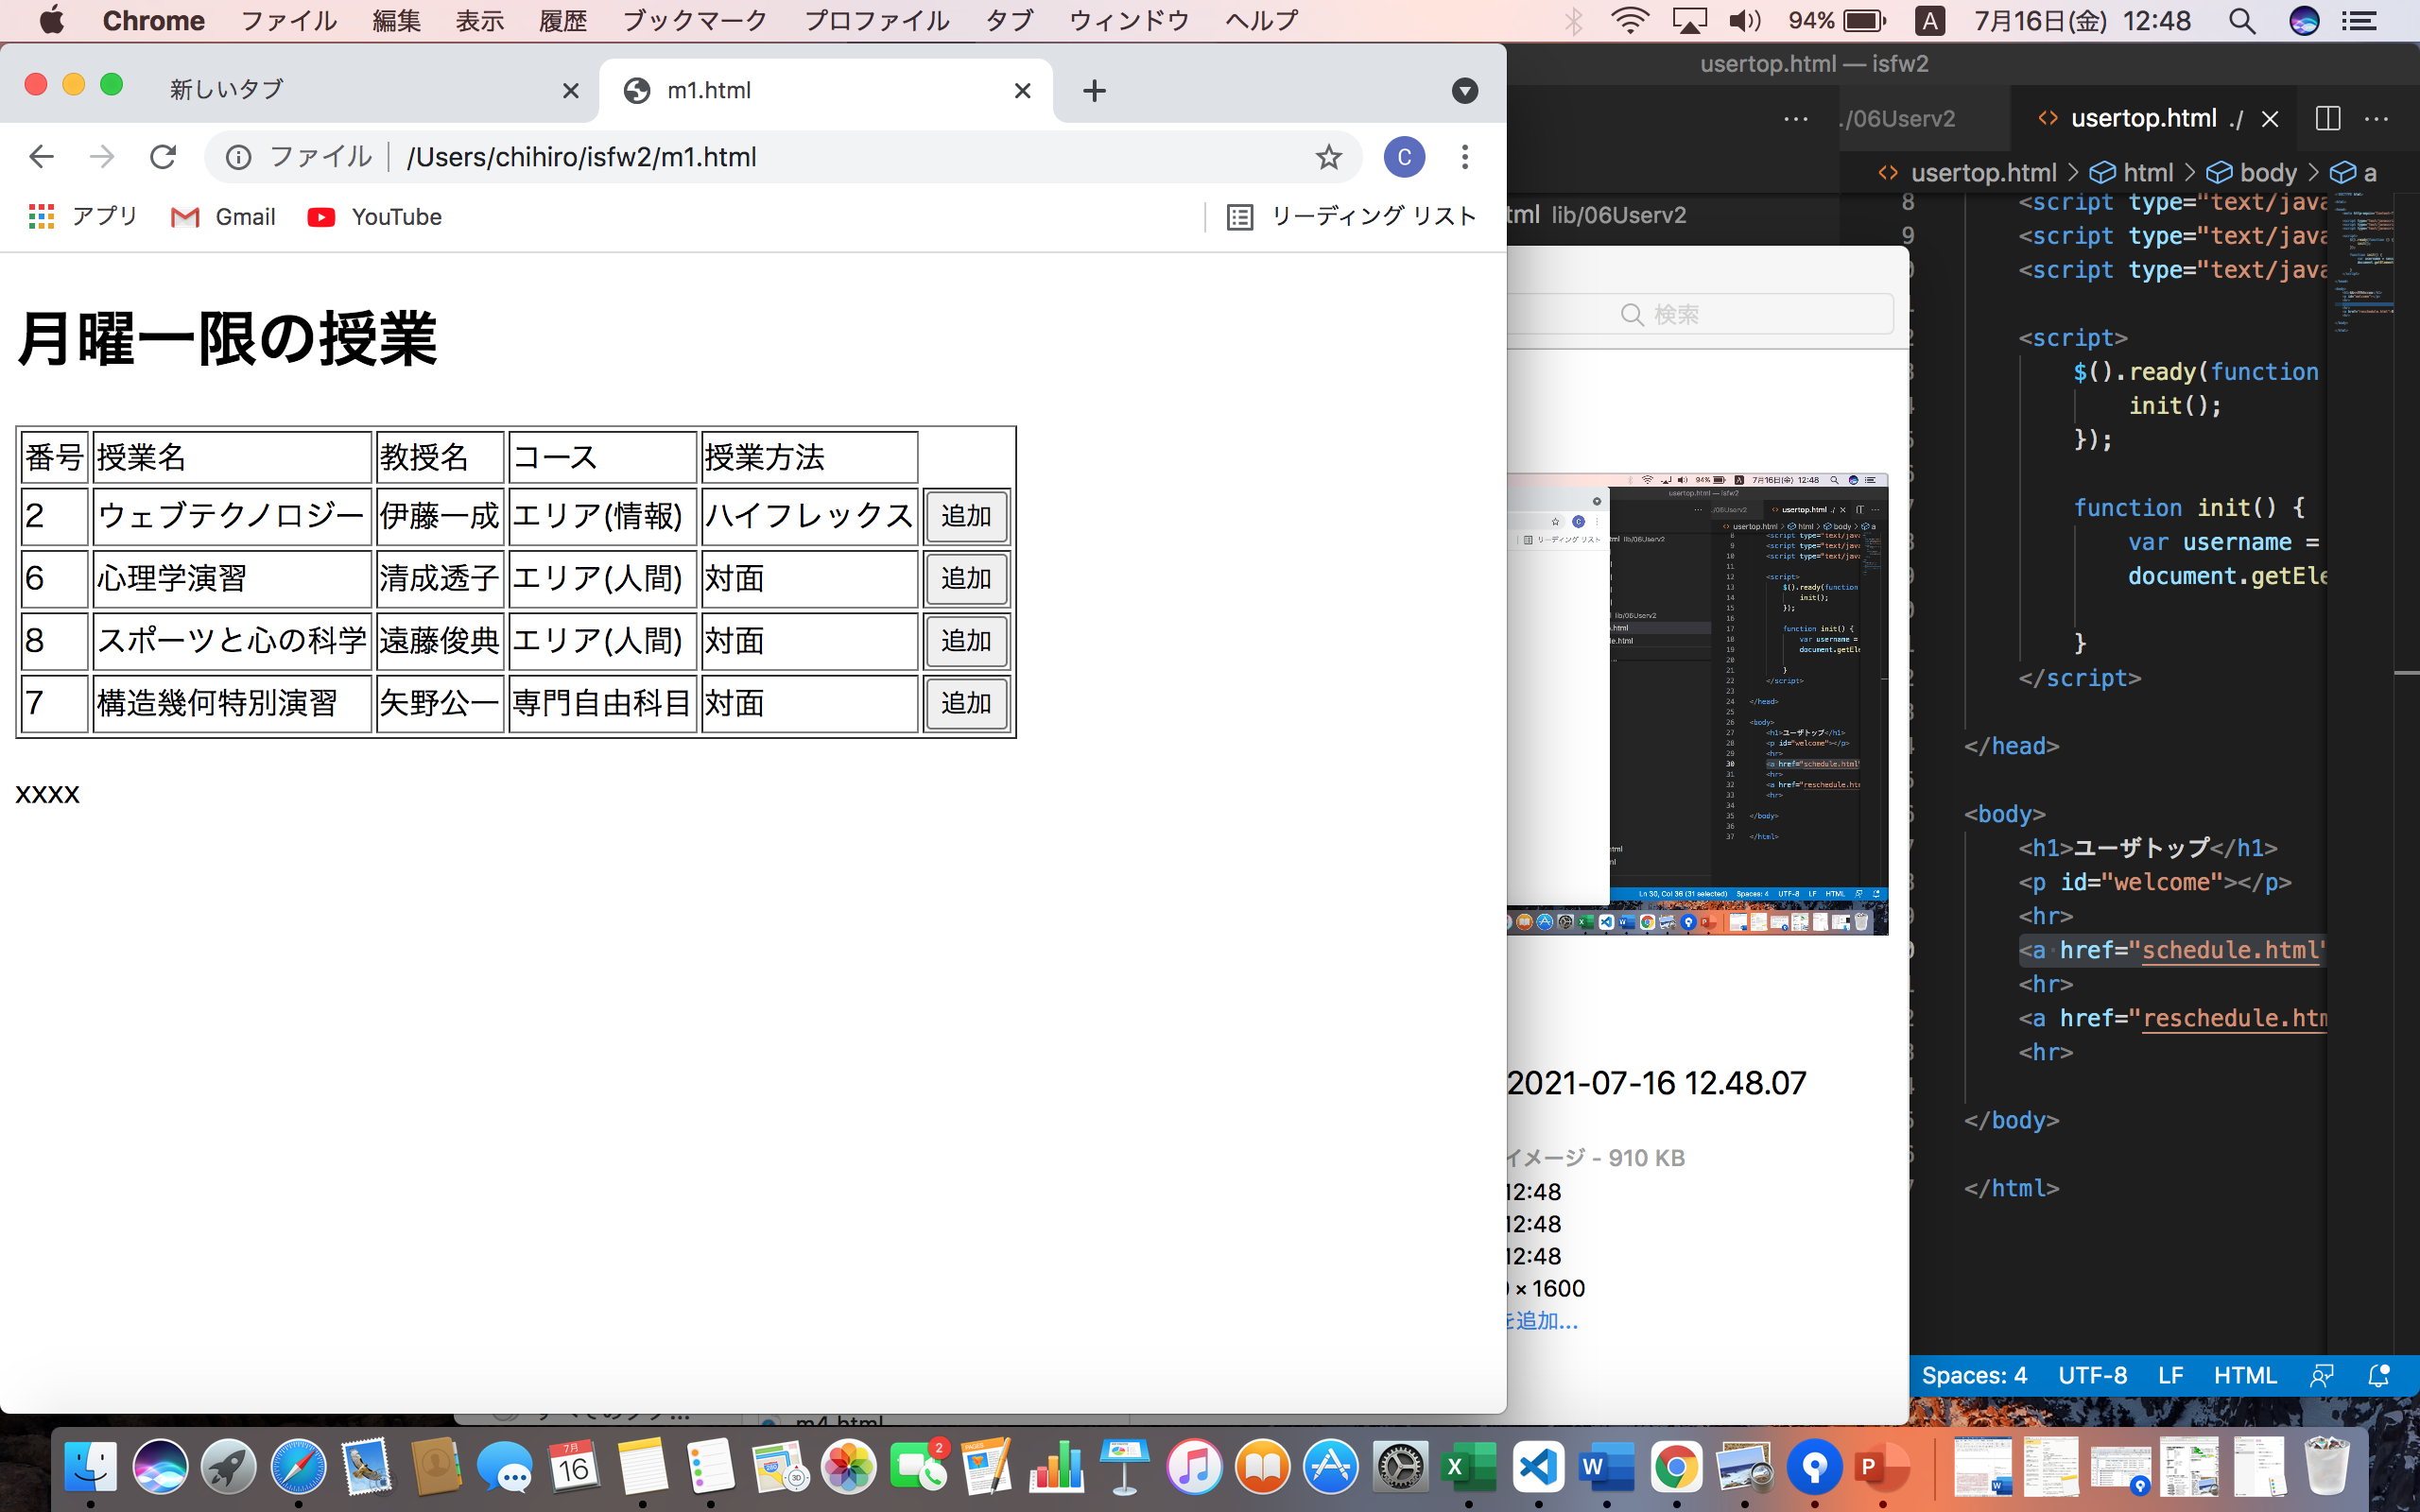 Chrome ファイル 編集 表示 履歴 ブックマーク プロファイル タブ ウィンドウ ヘルプ 94% A 7月16日(金) 12:48
新しいタブ
m1.html
ファイル /Users/chihiro/isfw2/m1.html
C
アプリ Gmail YouTube リーディング リスト
月曜一限の授業
番号 授業名 教授名 コース 授業方法
2 ウェブテクノロジー 伊藤一成 エリア(情報) ハイフレックス 追加
6 心理学演習 清成透子 エリア(人間) 対面 追加
8 スポーツと心の科学 遠藤俊典 エリア(人間) 対面 追加
7 構造幾何特別演習 矢野公一 専門自由科目 対面 追加
xxxx
usertop.html — isfw2
./06Userv2 usertop.html ./
usertop.html > html > body > a
lib/06Userv2
検索
8 <script type="text/java
9 <script type="text/java
<script type="text/java
<script>
$().ready(function
init();
});
function init() {
var username =
document.getEle
}
</script>
</head>
<body>
<h1>ユーザトップ</h1>
<p id="welcome"></p>
<hr>
<a href="schedule.html"
<hr>
<a href="reschedule.htm
<hr>
</body>
</html>
2021-07-16 12.48.07
イメージ - 910 KB
12:48
12:48
12:48
× 1600
を追加...
Spaces: 4 UTF-8 LF HTML
m4.html
7月
16
2